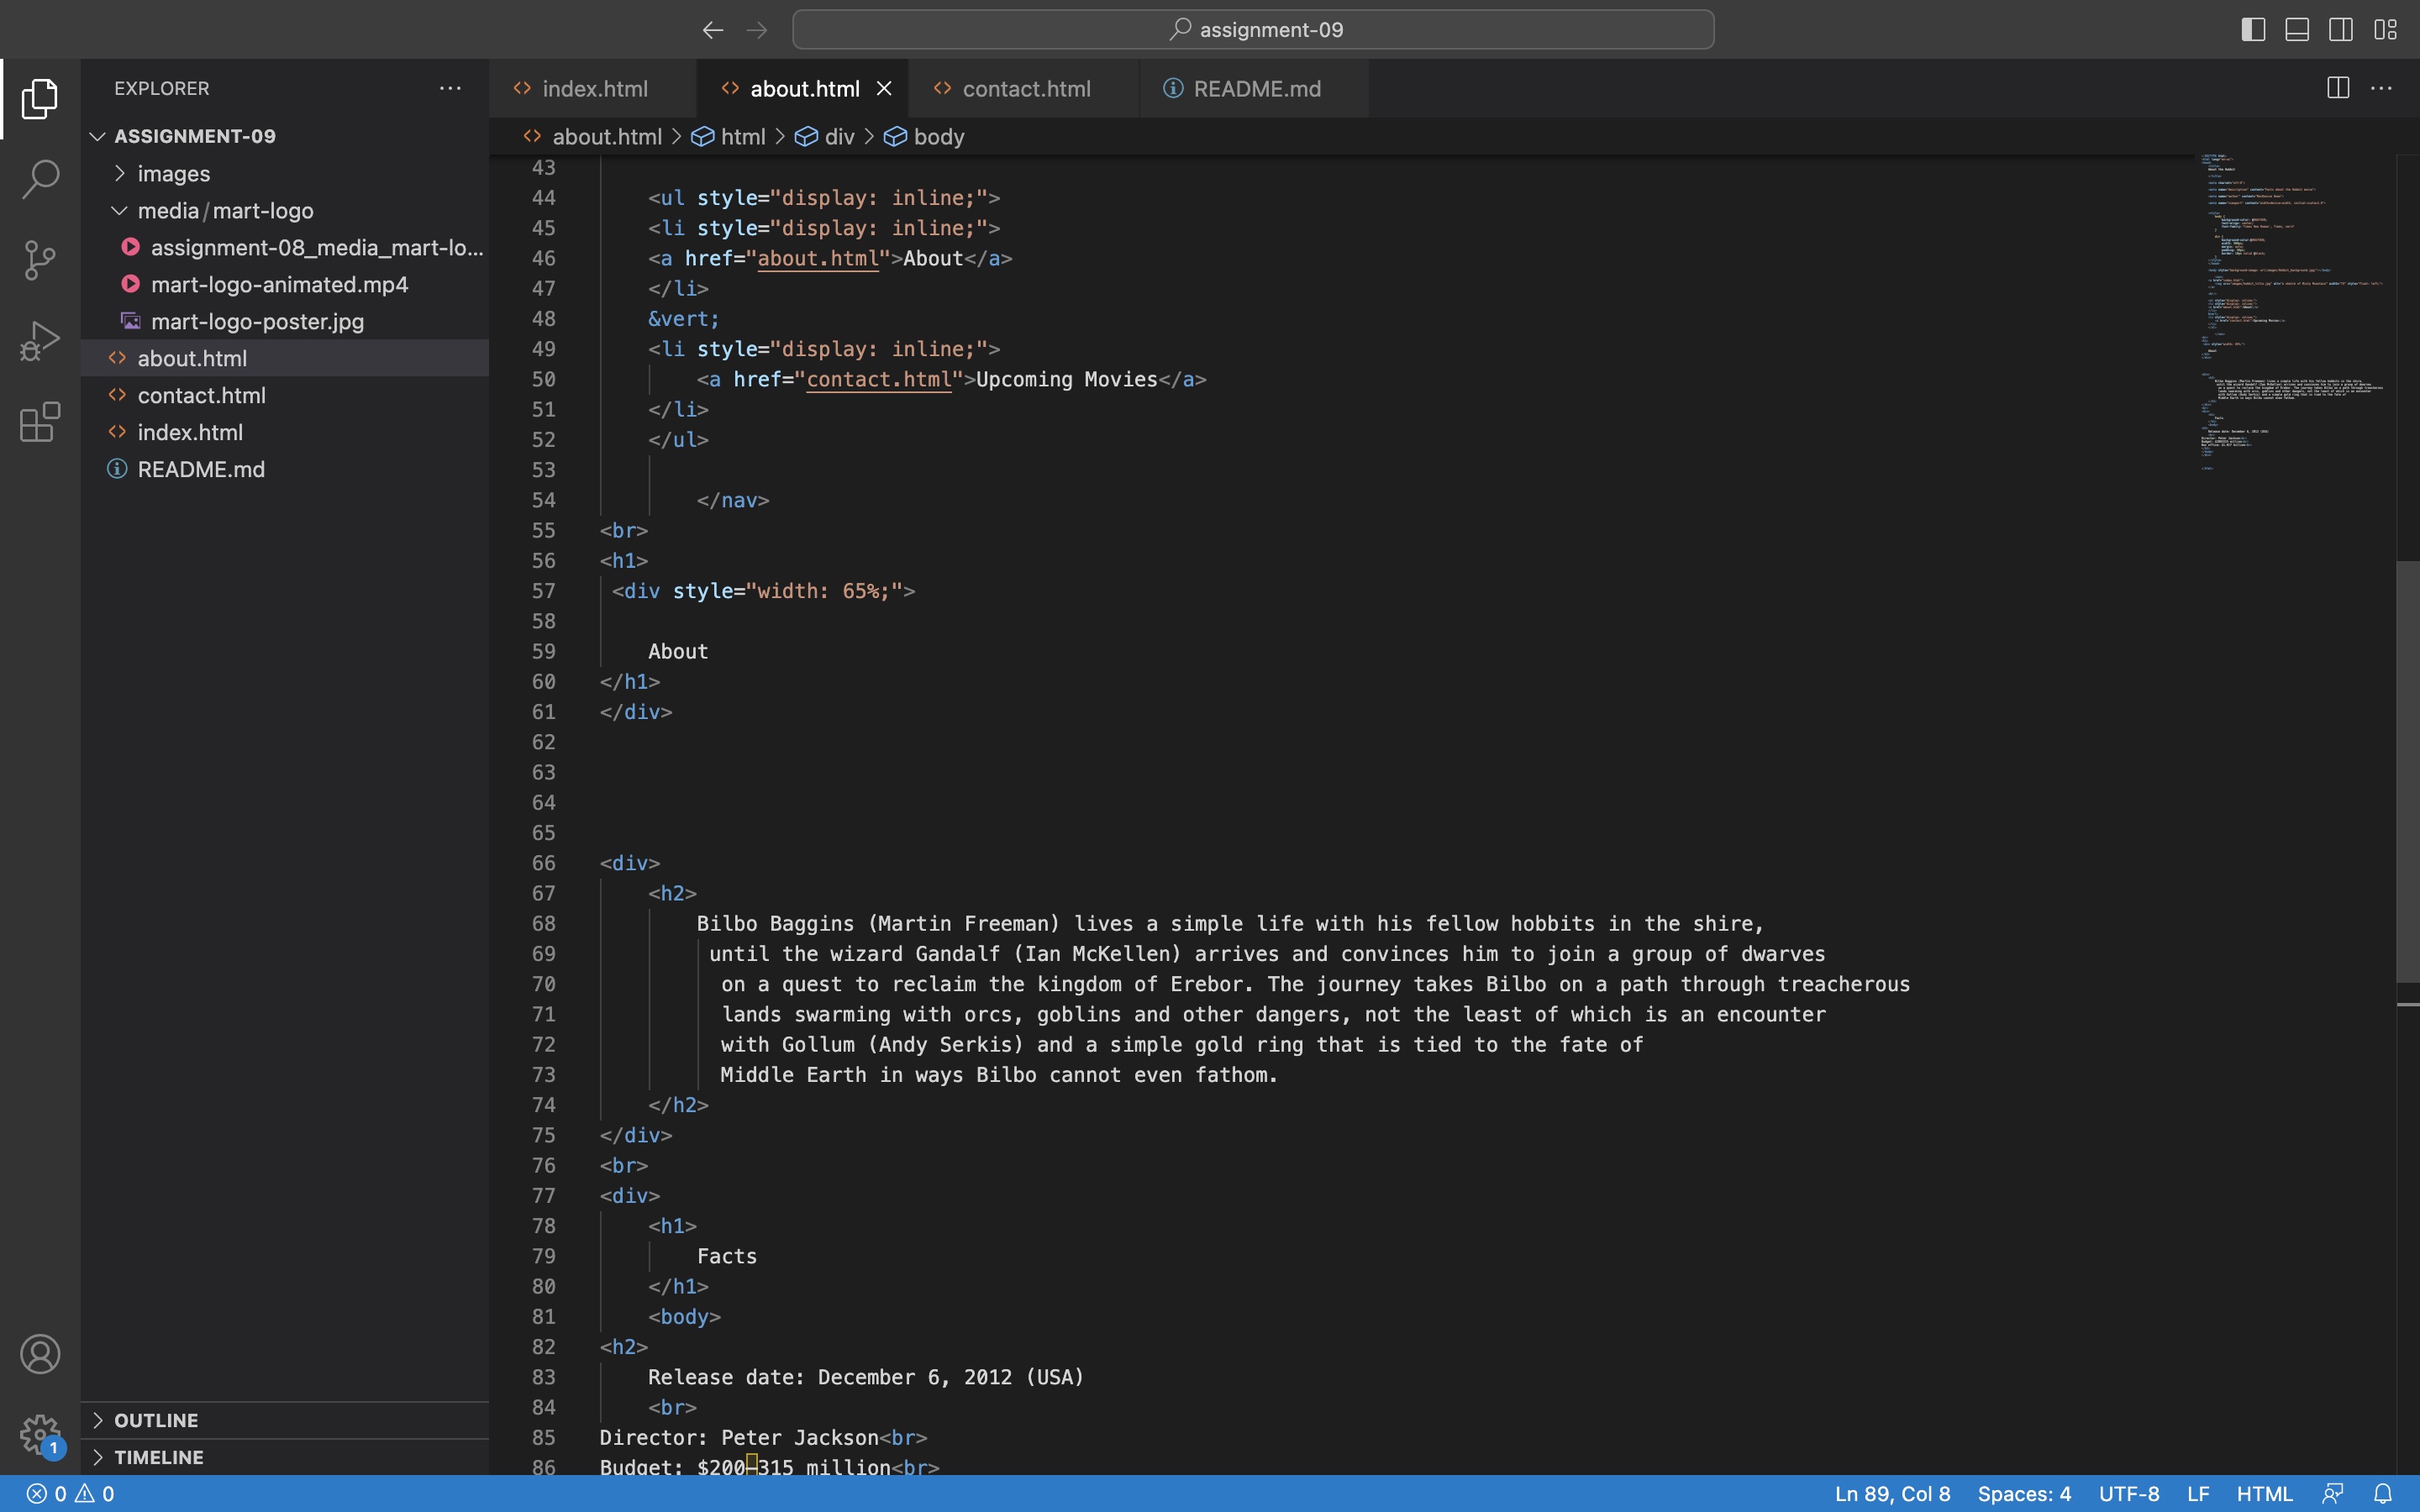 assignment-09
EXPLORER
ASSIGNMENT-09
images
media/mart-logo
assignment-08_media_mart-lo...
mart-logo-animated.mp4
mart-logo-poster.jpg
about.html
contact.html
index.html
README.md
OUTLINE
TIMELINE
1
index.html
about.html
contact.html
README.md
about.html > html > div > body
43
44 <ul style="display: inline;">
45 <li style="display: inline;">
46 <a href="about.html">About</a>
47 </li>
48 &vert;
49 <li style="display: inline;">
50 <a href="contact.html">Upcoming Movies</a>
51 </li>
52 </ul>
53
54 </nav>
55 <br>
56 <h1>
57 <div style="width: 65%;">
58
59 About
60 </h1>
61 </div>
62
63
64
65
66 <div>
67 <h2>
68 Bilbo Baggins (Martin Freeman) lives a simple life with his fellow hobbits in the shire,
69 until the wizard Gandalf (Ian McKellen) arrives and convinces him to join a group of dwarves
70 on a quest to reclaim the kingdom of Erebor. The journey takes Bilbo on a path through treacherous
71 lands swarming with orcs, goblins and other dangers, not the least of which is an encounter
72 with Gollum (Andy Serkis) and a simple gold ring that is tied to the fate of
73 Middle Earth in ways Bilbo cannot even fathom.
74 </h2>
75 </div>
76 <br>
77 <div>
78 <h1>
79 Facts
80 </h1>
81 <body>
82 <h2>
83 Release date: December 6, 2012 (USA)
84 <br>
85 Director: Peter Jackson<br>
86 Budget: $200–315 million<br>
0 0
Ln 89, Col 8 Spaces: 4 UTF-8 LF HTML